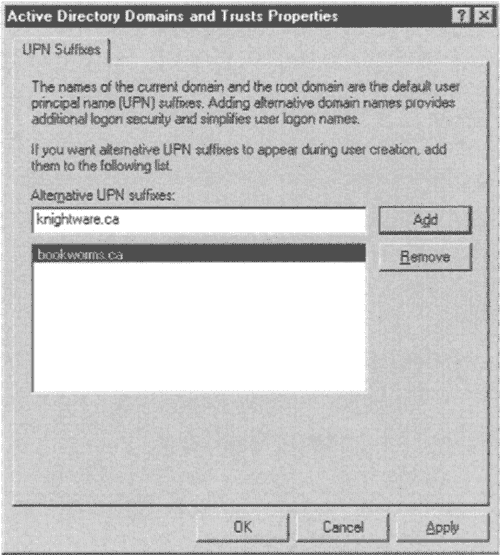 Active Directory Domains and Trusts Properties
UPN Suffixes
The names of the current domain and the root domain are the default user
principal name (UPN) suffixes. Adding alternative domain names provides
additional logon security and simplifies user logon names.
If you want alternative UPN suffixes to appear during user creation, add
them to the following list.
Alternative UPN suffixes:
knightware.ca
Add
bookworms.ca
Remove
OK
Cancel
Apply